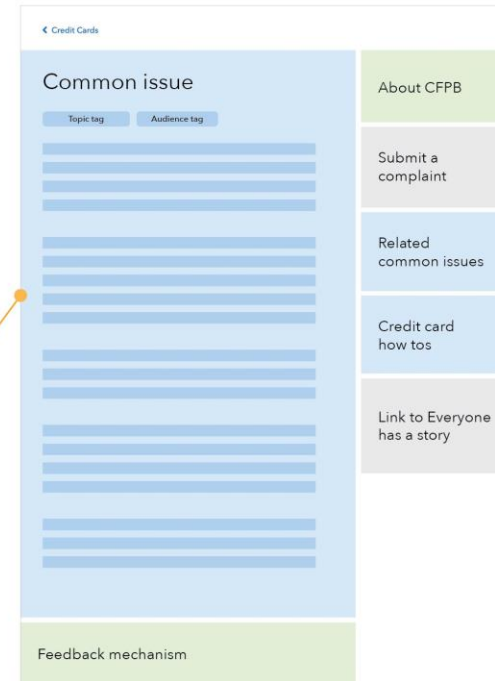 Credit Cards
Common issue
Topic tag
Audience tag
About CFPB
Submit a
complaint
Related
common issues
Credit card
how tos
Link to Everyone
has a story
Feedback mechanism